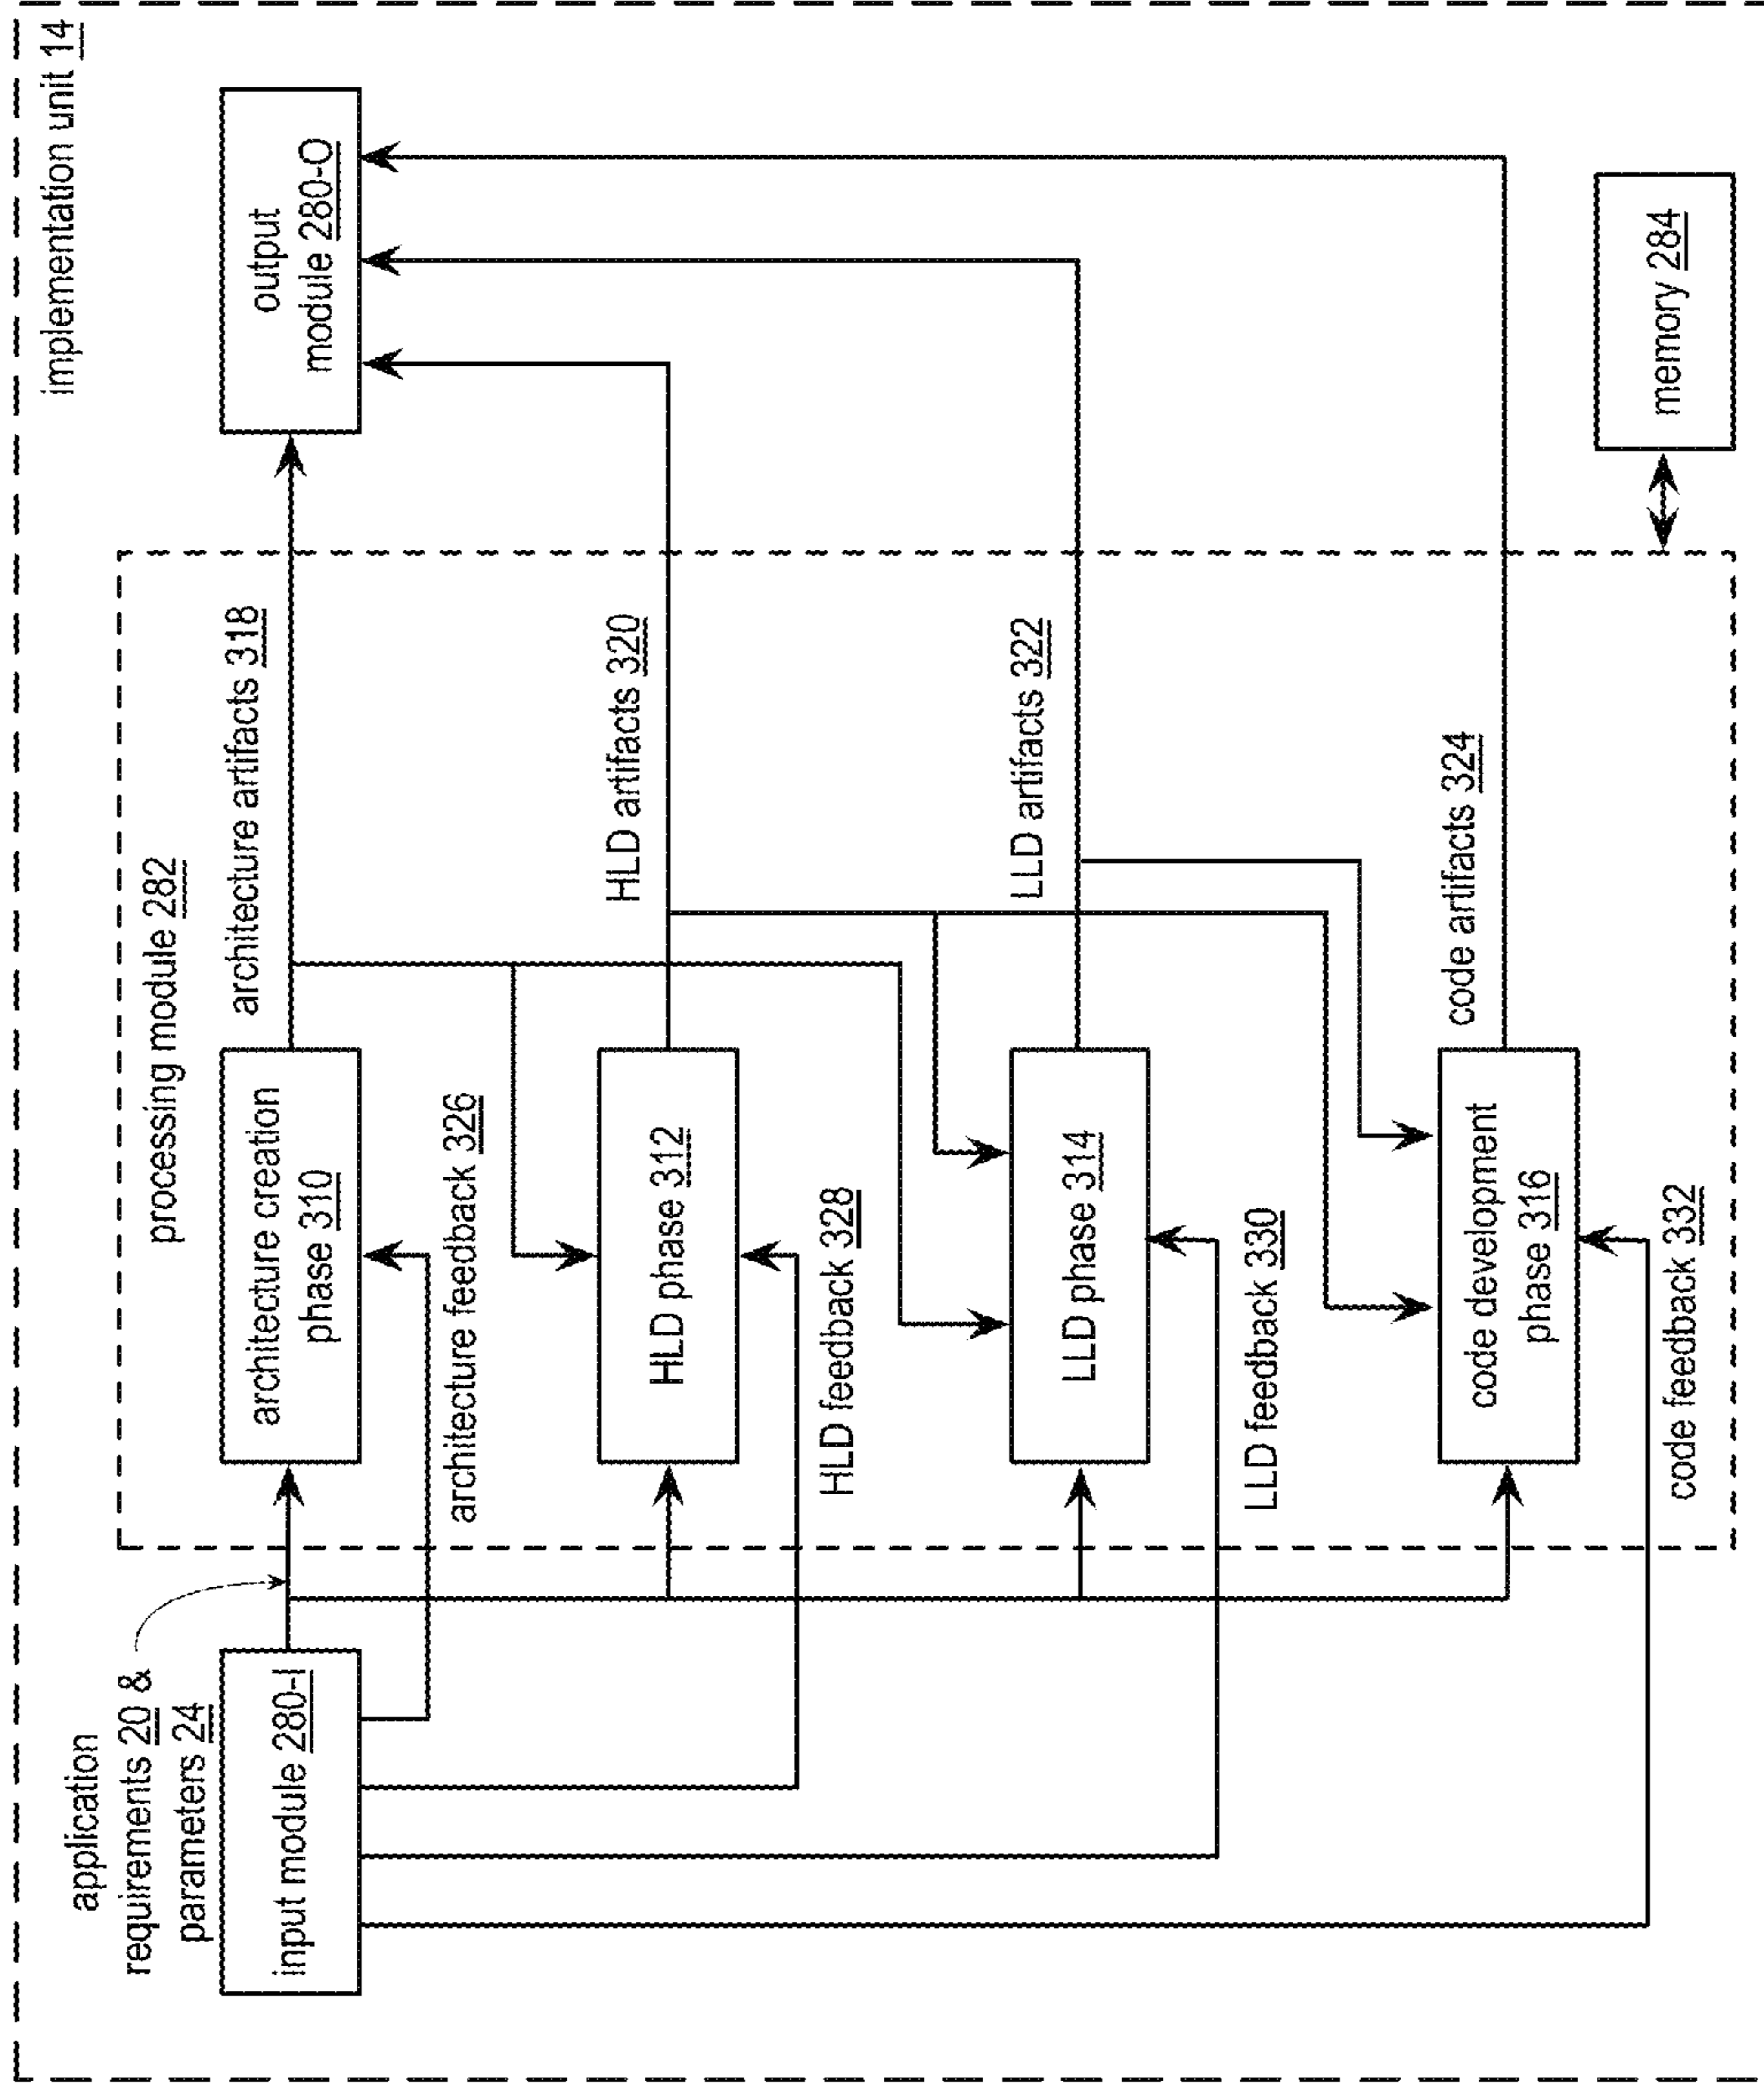 implementation unit 14
application
requirements 20 &
parameters 24
processing module 282
input module 280-I
architecture creation
phase 310
architecture artifacts 318
output
module 280-O
architecture feedback 326
HLD phase 312
HLD artifacts 320
HLD feedback 328
LLD phase 314
LLD artifacts 322
LLD feedback 330
code development
phase 316
code artifacts 324
code feedback 332
memory 284